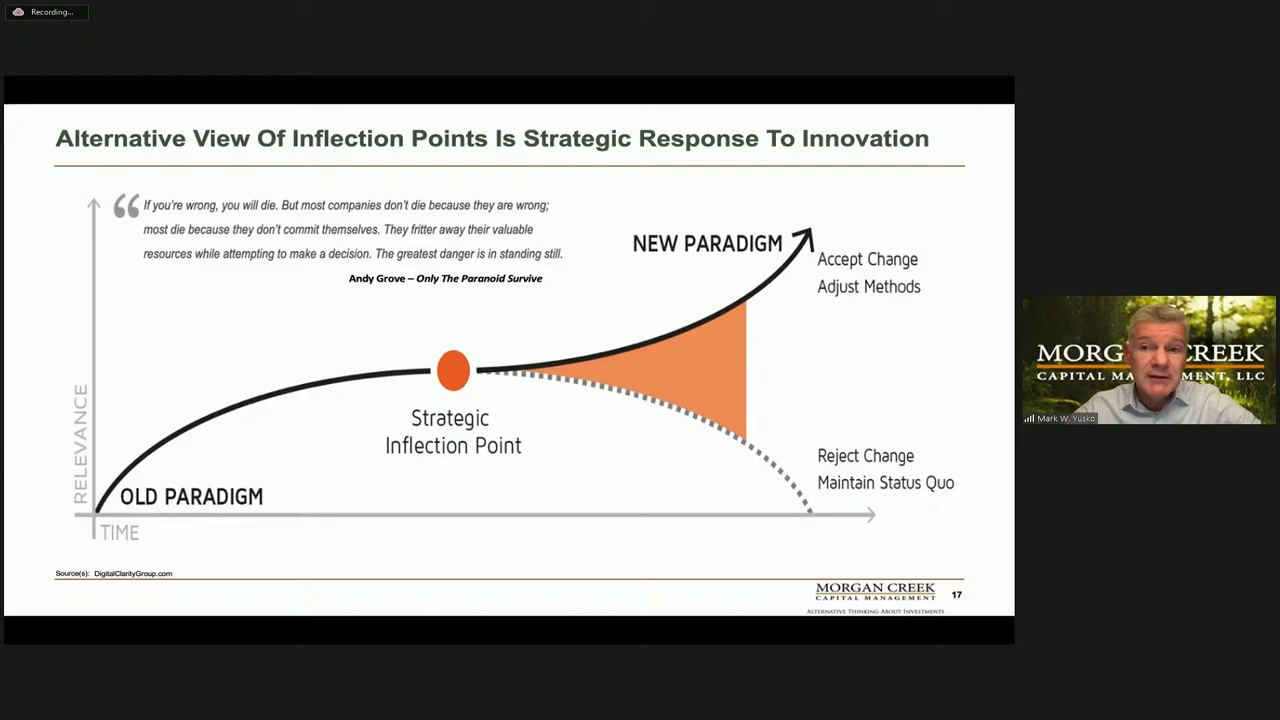 Recording...
Alternative View Of Inflection Points Is Strategic Response To Innovation
“ If you're wrong, you will die. But most companies don't die because they are wrong;
most die because they don't commit themselves. They fritter away their valuable
resources while attempting to make a decision. The greatest danger is in standing still.
Andy Grove – Only The Paranoid Survive
NEW PARADIGM
Accept Change
Adjust Methods
RELEVANCE
Strategic
Inflection Point
OLD PARADIGM
Reject Change
Maintain Status Quo
TIME
Source(s): DigitalClarityGroup.com
MORGAN CREEK
CAPITAL MANAGEMENT
ALTERNATIVE THINKING ABOUT INVESTMENTS
17
MORG CREEK
CAPITAL MAN EMENT, LLC
Mark W. Yusko